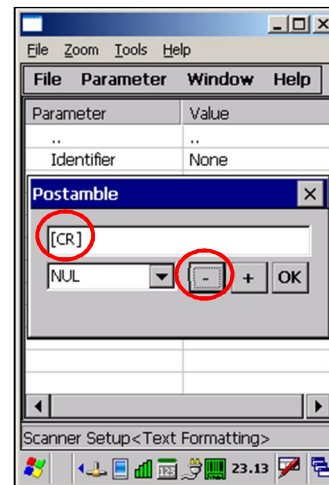 File Zoom Tools Help
File Parameter Window Help
Parameter Value
.. ..
Identifier None
Postamble
[CR]
NUL - + OK
Scanner Setup<Text Formatting>
123 23.13